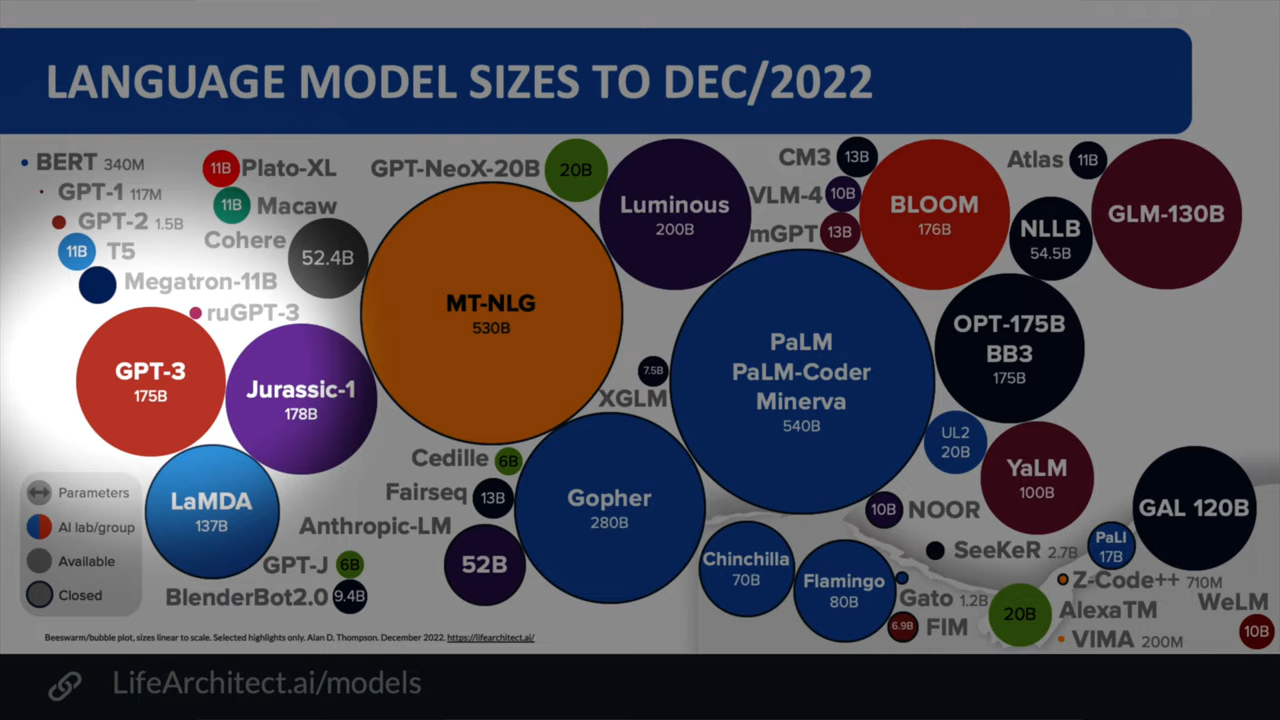 LANGUAGE MODEL SIZES TO DEC/2022
BERT 340M
GPT-1 117M
GPT-2 1.5B
11B T5
Megatron-11B
ruGPT-3
11B Plato-XL
11B Macaw
Cohere
52.4B
GPT-3
175B
Jurassic-1
178B
LaMDA
137B
GPT-NeoX-20B 20B
MT-NLG
530B
Luminous
200B
CM3 13B
VLM-4 10B
mGPT 13B
BLOOM
176B
Atlas 11B
NLLB
54.5B
GLM-130B
PaLM
PaLM-Coder
Minerva
540B
OPT-175B
BB3
175B
7.5B
XGLM
Cedille 6B
Fairseq 13B
Anthropic-LM
52B
GPT-J 6B
BlenderBot2.0 9.4B
Gopher
280B
UL2
20B
YaLM
100B
GAL 120B
10B NOOR
SeeKeR 2.7B
PaLI
17B
Chinchilla
70B
Flamingo
80B
Gato 1.2B
6.9B FIM
20B AlexaTM
Z-Code++ 710M
VIMA 200M
WeLM
10B
Parameters
AI lab/group
Available
Closed
Beeswarm/bubble plot, sizes linear to scale. Selected highlights only. Alan D. Thompson. December 2022. https://lifearchitect.ai/
LifeArchitect.ai/models